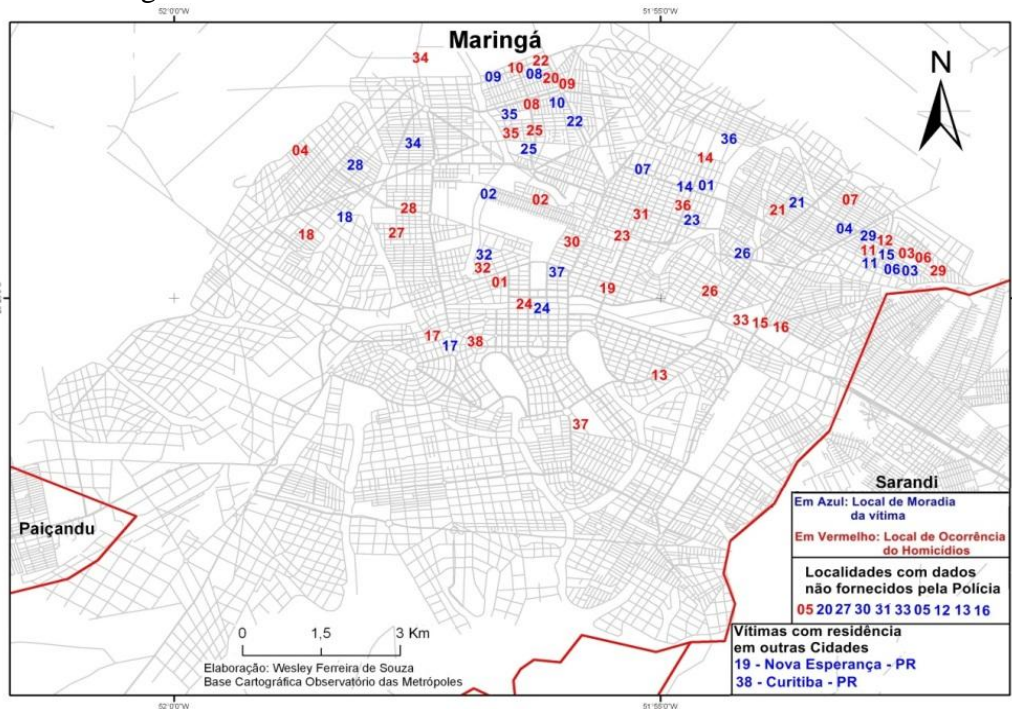 52°0'0"W 51°55'0"W
Maringá
N
34
22
10
09 08
20 09
08 10
35 22
35 25
34 25
36
04 14
28 07
14 01
02 02
21 21 07
28 36
18 31 23
04
18 27 23 29 12
30 11 15 03 06
32 26 11 06 03 29
32 37
01
19 26
24 24
33 15 16
17 38
17
13
37
Sarandi
Em Azul: Local de Moradia
da vítima
Em Vermelho: Local de Ocorrência
do Homicídios
Paiçandu
Localidades com dados
não fornecidos pela Polícia
05 20 27 30 31 33 05 12 13 16
0 1,5 3 Km
Vítimas com residência
em outras Cidades
19 - Nova Esperança - PR
38 - Curitiba - PR
Elaboração: Wesley Ferreira de Souza
Base Cartográfica Observatório das Metrópoles
52°0'0"W 51°55'0"W